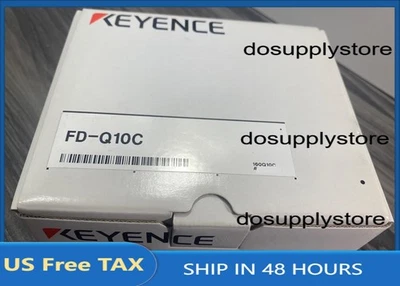 KEYENCE
dosupplystore
FD-Q10C
dosupplystore
dosupplystore
KEYENCE
US Free TAX
SHIP IN 48 HOURS